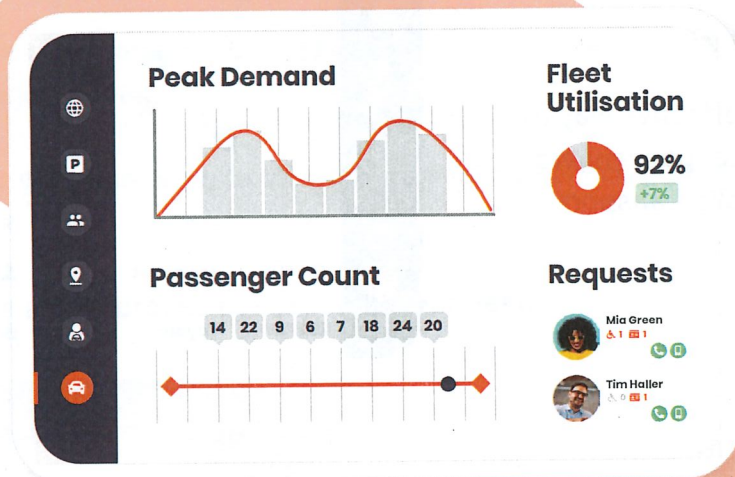 P
Peak Demand
Fleet
Utilisation
92%
+7%
Passenger Count
14 22 9 6 7 18 24 20
Requests
Mia Green
1 1
Tim Haller
0 1